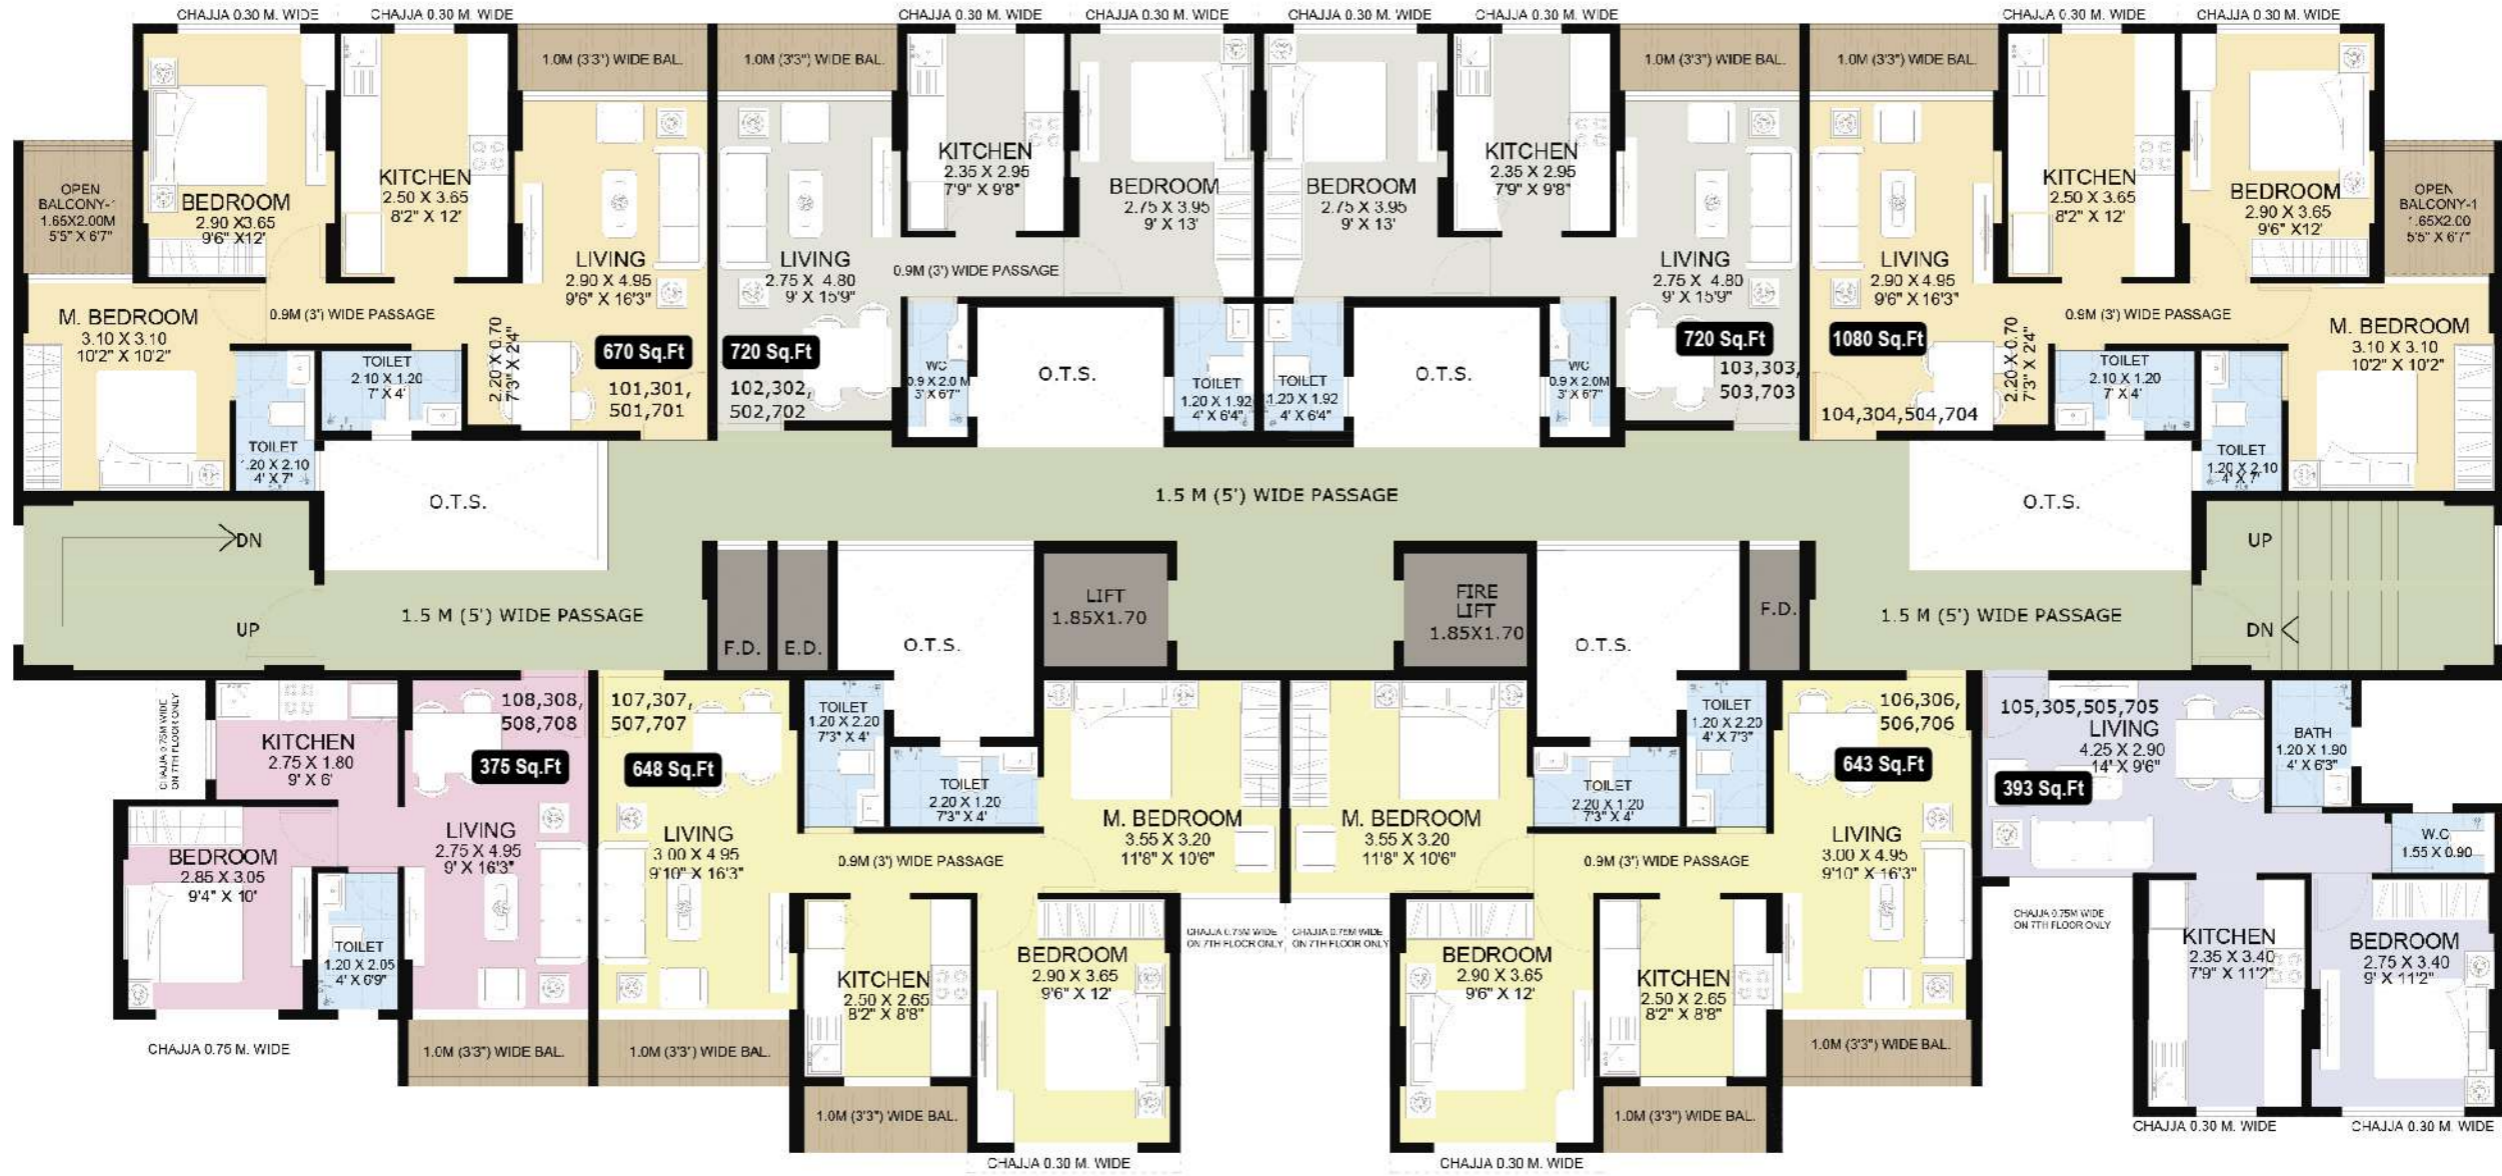 CHAJJA 0.30 M. WIDE
CHAJJA 0.30 M. WIDE
CHAJJA 0.30 M. WIDE
CHAJJA 0.30 M. WIDE
CHAJJA 0.30 M. WIDE
CHAJJA 0.30 M. WIDE
CHAJJA 0.30 M. WIDE
CHAJJA 0.30 M. WIDE
OPEN
BALCONY-1
1.65X2.00M
5'5" X 6'7"
BEDROOM
2.90 X3.65
9'6" X12'
KITCHEN
2.50 X 3.65
8'2" X 12'
1.0M (3'3") WIDE BAL.
LIVING
2.90 X 4.95
9'6" X 16'3"
M. BEDROOM
3.10 X 3.10
10'2" X 10'2"
0.9M (3') WIDE PASSAGE
2.20 X 0.70
7'3" X 2'4"
670 Sq.Ft
101,301,
501,701
TOILET
2.10 X 1.20
7' X 4'
TOILET
1.20 X 2.10
4' X 7'
O.T.S.
1.0M (3'3") WIDE BAL.
LIVING
2.75 X 4.80
9' X 15'9"
720 Sq.Ft
102,302,
502,702
KITCHEN
2.35 X 2.95
7'9" X 9'8"
BEDROOM
2.75 X 3.95
9' X 13'
0.9M (3') WIDE PASSAGE
WC
0.9 X 2.0 M
3' X 6'7"
O.T.S.
TOILET
1.20 X 1.92
4' X 6'4"
BEDROOM
2.75 X 3.95
9' X 13'
KITCHEN
2.35 X 2.95
7'9" X 9'8"
1.0M (3'3") WIDE BAL.
LIVING
2.75 X 4.80
9' X 15'9"
TOILET
1.20 X 1.92
4' X 6'4"
O.T.S.
WC
0.9 X 2.0M
3' X 6'7"
720 Sq.Ft
103,303,
503,703
1.0M (3'3") WIDE BAL.
LIVING
2.90 X 4.95
9'6" X 16'3"
1080 Sq.Ft
104,304,504,704
2.20 X 0.70
7'3" X 2'4"
KITCHEN
2.50 X 3.65
8'2" X 12'
BEDROOM
2.90 X 3.65
9'6" X12'
OPEN
BALCONY-1
1.65X2.00
5'5" X 6'7"
0.9M (3') WIDE PASSAGE
M. BEDROOM
3.10 X 3.10
10'2" X 10'2"
TOILET
2.10 X 1.20
7' X 4'
TOILET
1.20 X 2.10
4' X 7'
O.T.S.
1.5 M (5') WIDE PASSAGE
DN
UP
1.5 M (5') WIDE PASSAGE
F.D.
E.D.
O.T.S.
LIFT
1.85X1.70
FIRE
LIFT
1.85X1.70
O.T.S.
F.D.
1.5 M (5') WIDE PASSAGE
UP
DN
CHAJJA 0.75M WIDE
ON 7TH FLOOR ONLY
KITCHEN
2.75 X 1.80
9' X 6'
108,308,
508,708
375 Sq.Ft
LIVING
2.75 X 4.95
9' X 16'3"
BEDROOM
2.85 X 3.05
9'4" X 10'
TOILET
1.20 X 2.05
4' X 6'9"
CHAJJA 0.75 M. WIDE
1.0M (3'3") WIDE BAL.
107,307,
507,707
648 Sq.Ft
LIVING
3.00 X 4.95
9'10" X 16'3"
1.0M (3'3") WIDE BAL.
TOILET
1.20 X 2.20
7'3" X 4'
TOILET
2.20 X 1.20
7'3" X 4'
M. BEDROOM
3.55 X 3.20
11'8" X 10'6"
0.9M (3') WIDE PASSAGE
KITCHEN
2.50 X 2.65
8'2" X 8'8"
BEDROOM
2.90 X 3.65
9'6" X 12'
1.0M (3'3") WIDE BAL.
CHAJJA 0.30 M. WIDE
CHAJJA 0.75M WIDE
ON 7TH FLOOR ONLY
CHAJJA 0.75M WIDE
ON 7TH FLOOR ONLY
M. BEDROOM
3.55 X 3.20
11'8" X 10'6"
TOILET
2.20 X 1.20
7'3" X 4'
TOILET
1.20 X 2.20
4' X 7'3"
0.9M (3') WIDE PASSAGE
BEDROOM
2.90 X 3.65
9'6" X 12'
KITCHEN
2.50 X 2.65
8'2" X 8'8"
1.0M (3'3") WIDE BAL.
CHAJJA 0.30 M. WIDE
106,306,
506,706
643 Sq.Ft
LIVING
3.00 X 4.95
9'10" X 16'3"
1.0M (3'3") WIDE BAL.
105,305,505,705
LIVING
4.25 X 2.90
14' X 9'6"
393 Sq.Ft
BATH
1.20 X 1.90
4' X 6'3"
W.C
1.55 X 0.90
CHAJJA 0.75M WIDE
ON 7TH FLOOR ONLY
KITCHEN
2.35 X 3.40
7'9" X 11'2"
BEDROOM
2.75 X 3.40
9' X 11'2"
CHAJJA 0.30 M. WIDE
CHAJJA 0.30 M. WIDE